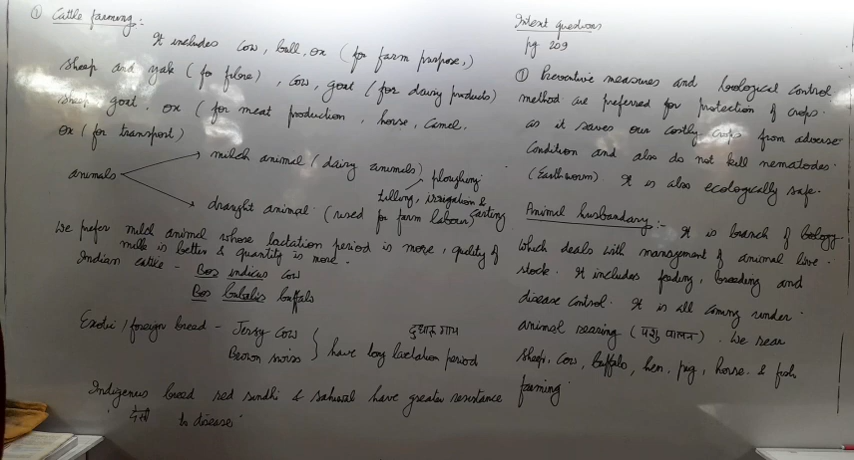 ① Cattle farming :-
It includes cow, bull, ox (for farm purpose,)
sheep and yak (fo fibre), cow, goat (for dairy products)
sheep goat. ox (for meat production, horse, camel,
ox (for transport)
animals
milch animal (dairy animals)
draught animal (used for farm labour)
ploughing
tilling, irrigation &
carting
We prefer milch animal whose lactation period is more, quality of
milk is better & quantity is more.
Indian cattle - Bos indicus cow
Bos bubalis buffalo
Exotic / foreign breed - Jersy cow
Brown swiss } have long lactation period
दुधारू गाय
Indigenus breed red sindhi & sahiwal have greater resistance
देसी to disease
Intext questions
pg 209
① Preventive measures and biological control
method are preferred for protection of crops.
as it saves our costly crops from adverse
condition and also do not kill nematodes.
(Earthworm). It is also ecologically safe.
Animal husbandary :- It is branch of biology
which deals with management of animal live.
stock. It includes feeding, breeding and
disease control. It is all coming under.
animal rearing (पशु पालन). We rear
sheep, cow, buffalo, hen, pig, horse. & fish
farming